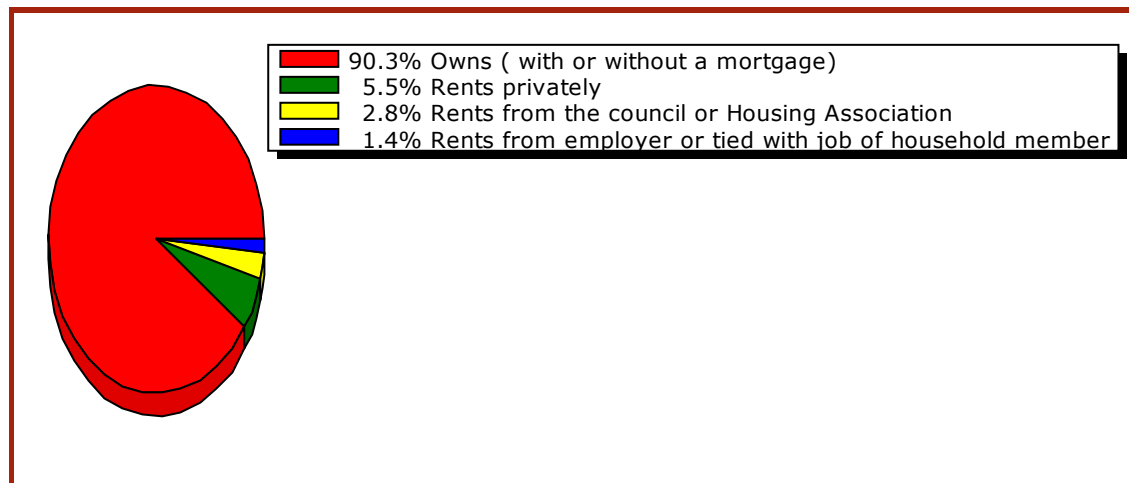 90.3% Owns ( with or without a mortgage)
5.5% Rents privately
2.8% Rents from the council or Housing Association
1.4% Rents from employer or tied with job of household member